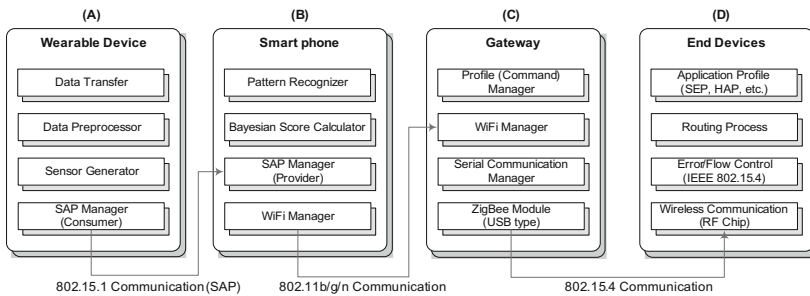 (A)
Wearable Device
Data Transfer
Data Preprocessor
Sensor Generator
SAP Manager
(Consumer)
(B)
Smart phone
Pattern Recognizer
Bayesian Score Calculator
SAP Manager
(Provider)
WiFi Manager
(C)
Gateway
Profile (Command)
Manager
WiFi Manager
Serial Communication
Manager
ZigBee Module
(USB type)
(D)
End Devices
Application Profile
(SEP, HAP, etc.)
Routing Process
Error/Flow Control
(IEEE 802.15.4)
Wireless Communication
(RF Chip)
802.15.1 Communication (SAP)
802.11b/g/n Communication
802.15.4 Communication